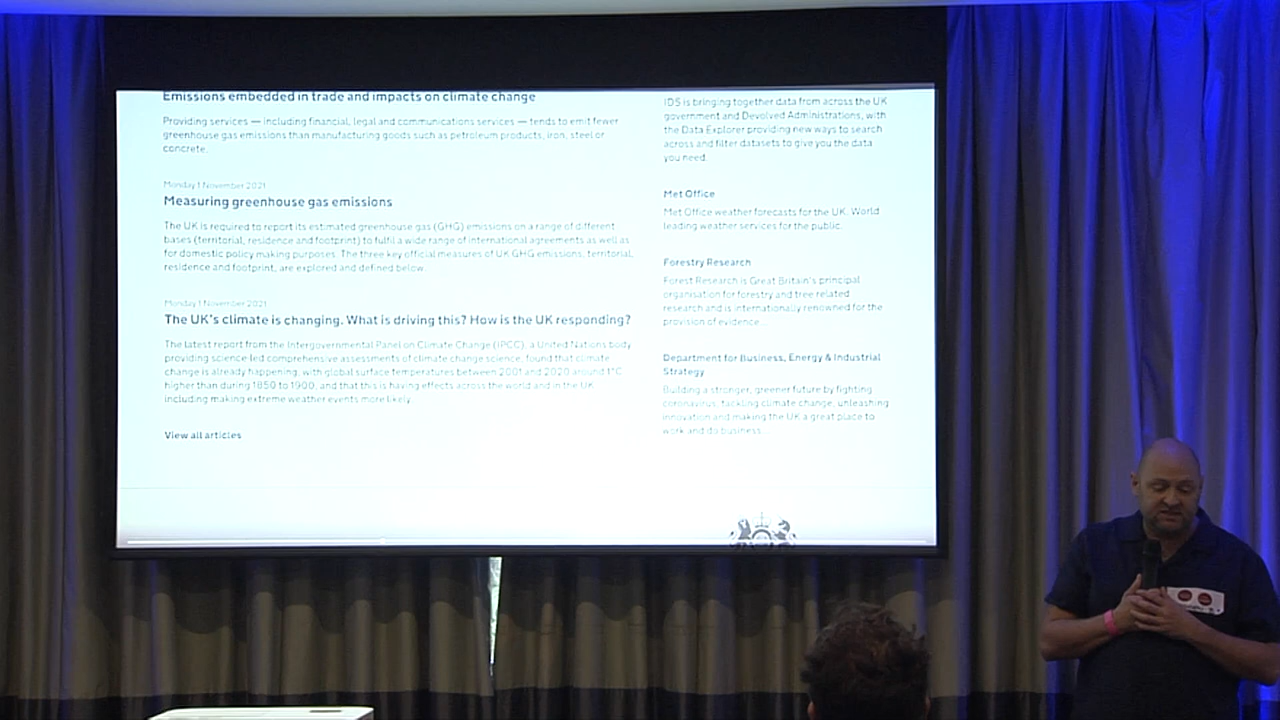 Emissions embedded in trade and impacts on climate change
Providing services — including financial, legal and communications services — tends to emit fewer
greenhouse gas emissions than manufacturing goods such as petroleum products, iron, steel or
concrete.
Monday 1 November 2021
Measuring greenhouse gas emissions
The UK is required to report its estimated greenhouse gas (GHG) emissions on a range of different
bases (territorial, residence and footprint) to fulfil a wide range of international agreements as well as
for domestic policy making purposes. The three key official measures of UK GHG emissions, territorial,
residence and footprint, are explored and defined below.
Monday 1 November 2021
The UK's climate is changing. What is driving this? How is the UK responding?
The latest report from the Intergovernmental Panel on Climate Change (IPCC), a United Nations body
providing science led comprehensive assessments of climate change science, found that climate
change is already happening, with global surface temperatures between 2001 and 2020 around 1°C
higher than during 1850 to 1900, and that this is having effects across the world and in the UK
including making extreme weather events more likely.
View all articles
IDS is bringing together data from across the UK
government and Devolved Administrations, with
the Data Explorer providing new ways to search
across and filter datasets to give you the data
you need.
Met Office
Met Office weather forecasts for the UK. World
leading weather services for the public.
Forestry Research
Forest Research is Great Britain's principal
organisation for forestry and tree related
research and is internationally renowned for the
provision of evidence...
Department for Business, Energy & Industrial
Strategy
Building a stronger, greener future by fighting
coronavirus, tackling climate change, unleashing
innovation and making the UK a great place to
work and do business.